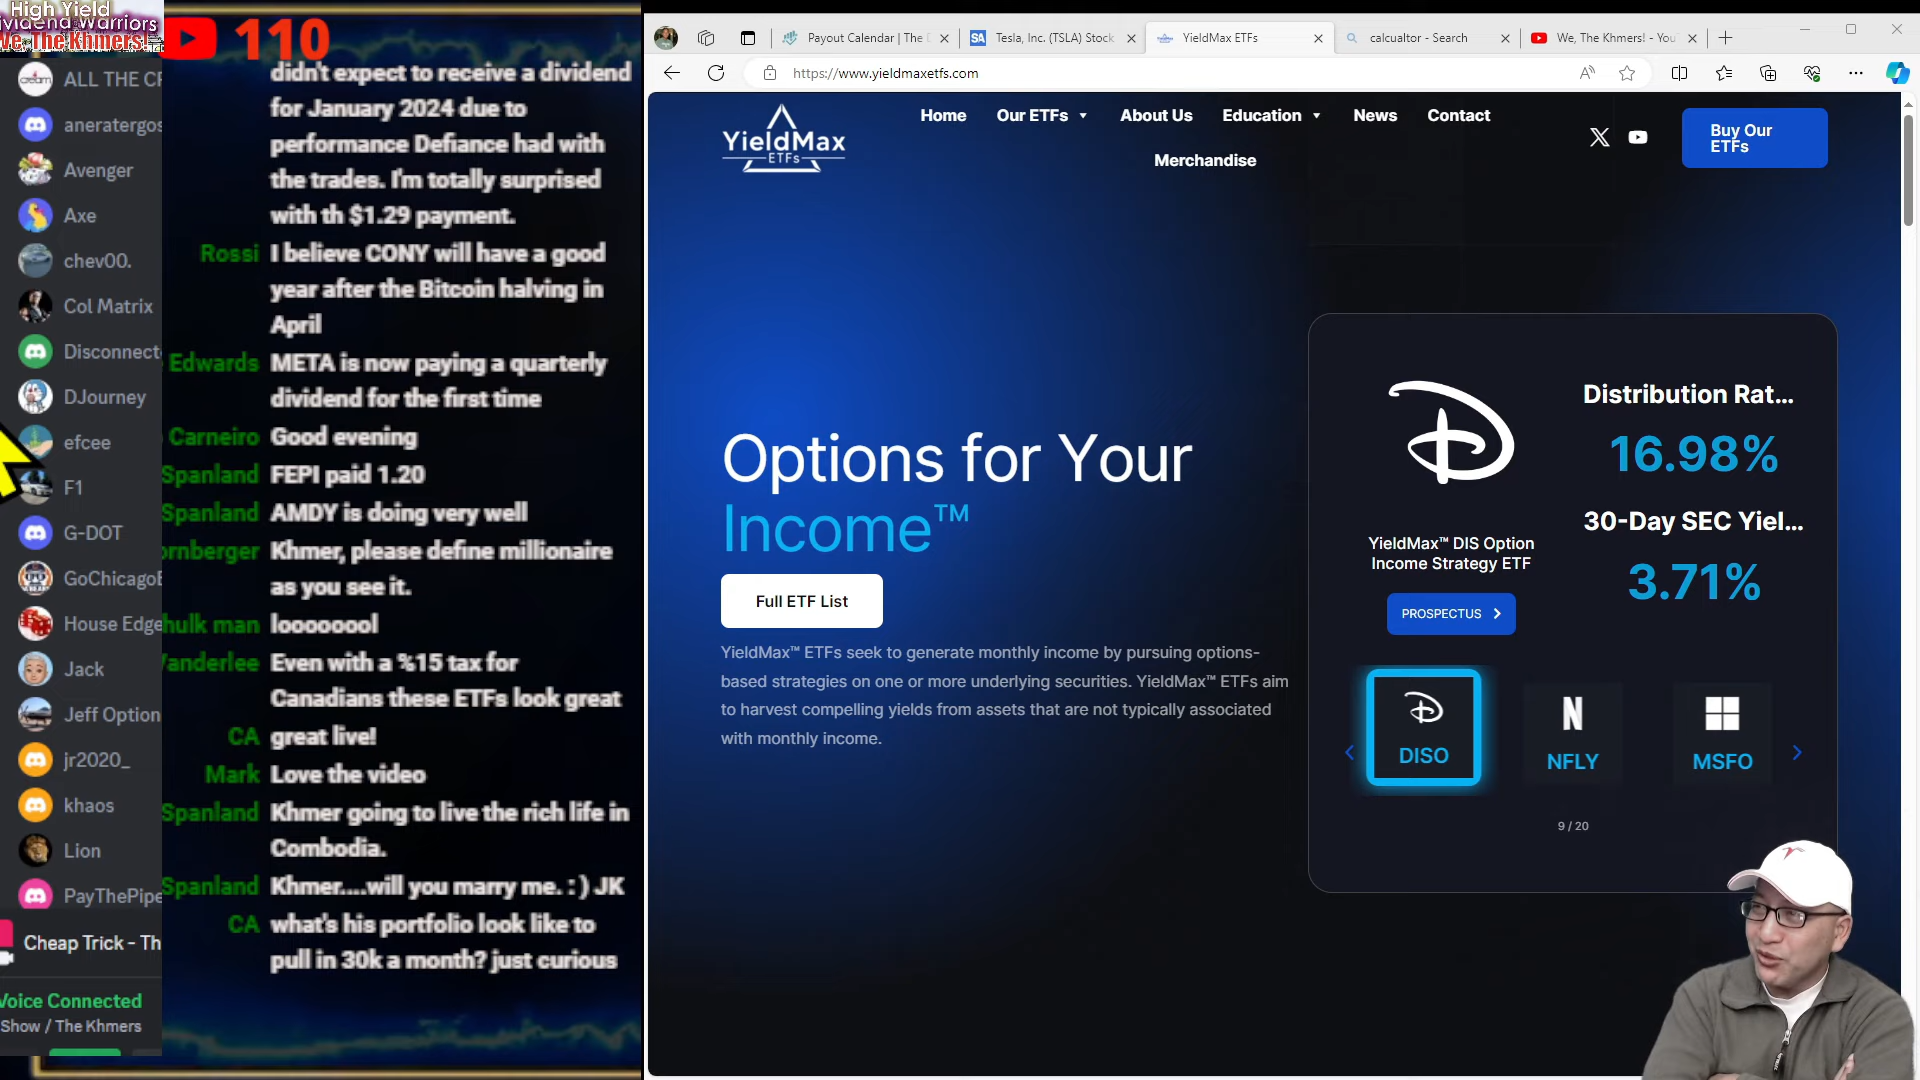 High Yield
Dividend Warriors
We, The Khmers!
110
ALL THE CR
aneratergos
Avenger
Axe
chev00.
Col Matrix
Disconnect
DJourney
efcee
F1
G-DOT
GoChicago
House Edge
Jack
Jeff Option
jr2020_
khaos
Lion
PayThePipe
Cheap Trick - Th
Voice Connected
Show / The Khmers
didn't expect to receive a dividend
for January 2024 due to
performance Defiance had with
the trades. I'm totally surprised
with th $1.29 payment.
Rossi I believe CONY will have a good
year after the Bitcoin halving in
April
Edwards META is now paying a quarterly
dividend for the first time
Carneiro Good evening
Spanland FEPI paid 1.20
Spanland AMDY is doing very well
ornberger Khmer, please define millionaire
as you see it.
hulk man loooooool
Vanderlee Even with a %15 tax for
Canadians these ETFs look great
CA great live!
Mark Love the video
Spanland Khmer going to live the rich life in
Combodia.
Spanland Khmer....will you marry me. : ) JK
CA what's his portfolio look like to
pull in 30k a month? just curious
Payout Calendar | The D
SA Tesla, Inc. (TSLA) Stock
YieldMax ETFs
calcualtor - Search
We, The Khmers! - You
https://www.yieldmaxetfs.com
YieldMax
ETFs
Home Our ETFs About Us Education News Contact
Merchandise
Buy Our
ETFs
Options for Your
Income™
Full ETF List
YieldMax™ ETFs seek to generate monthly income by pursuing options-
based strategies on one or more underlying securities. YieldMax™ ETFs aim
to harvest compelling yields from assets that are not typically associated
with monthly income.
Distribution Rat...
16.98%
30-Day SEC Yiel...
3.71%
YieldMax™ DIS Option
Income Strategy ETF
PROSPECTUS
DISO
NFLY
MSFO
9 / 20